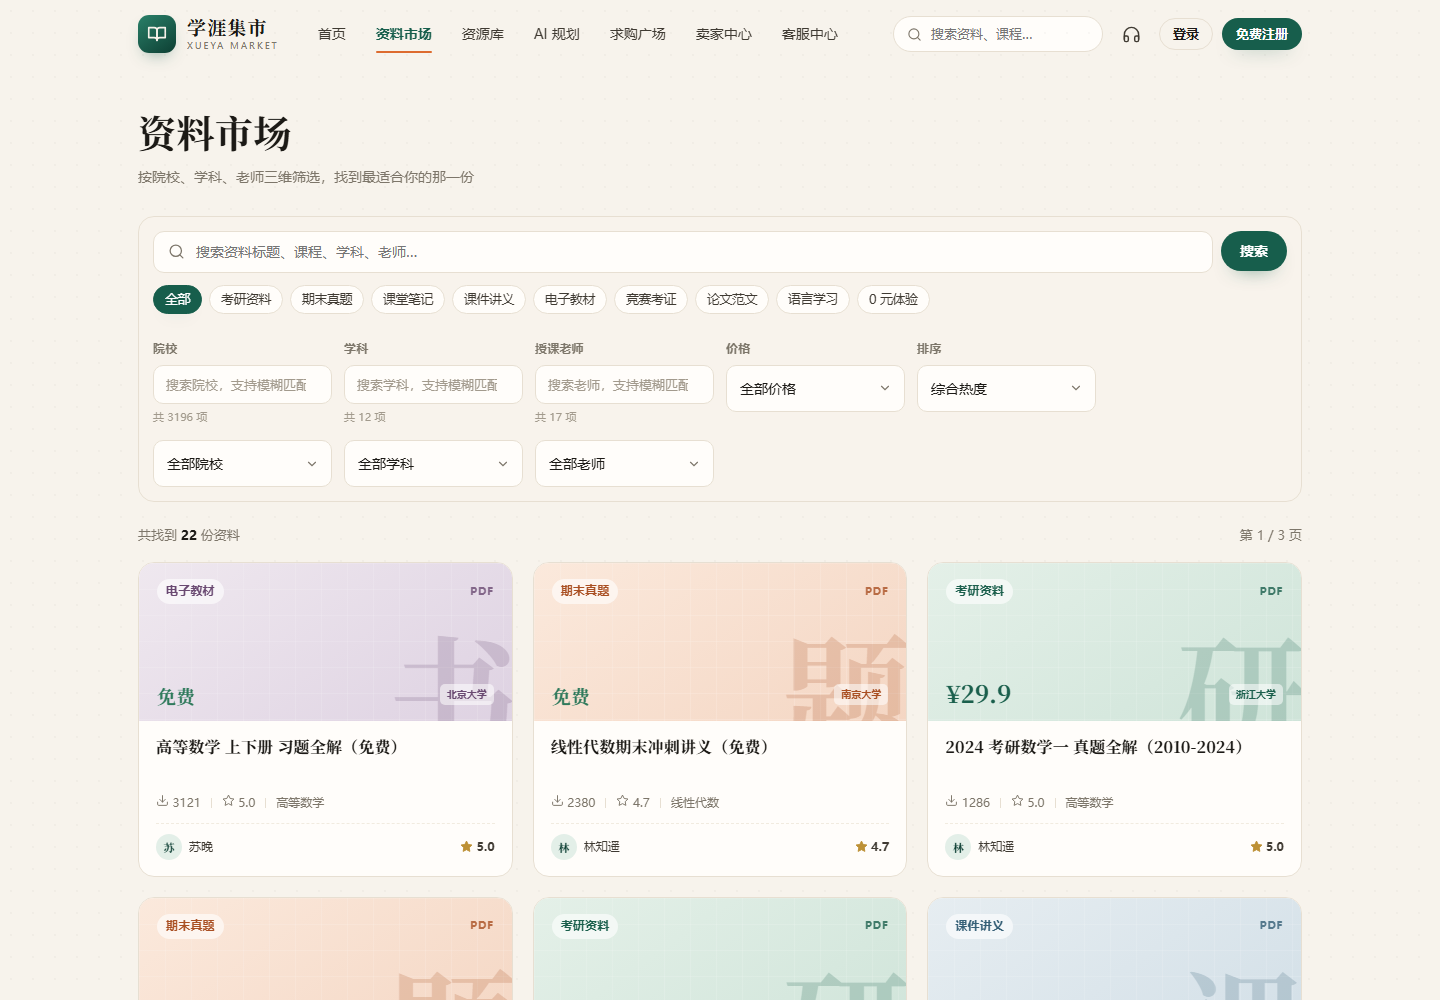 学涯集市
XUEYA MARKET
首页 资料市场 资源库 AI 规划 求购广场 卖家中心 客服中心
搜索资料、课程...
登录 免费注册
资料市场
按院校、学科、老师三维筛选，找到最适合你的那一份
搜索资料标题、课程、学科、老师...
搜索
全部 考研资料 期末真题 课堂笔记 课件讲义 电子教材 竞赛考证 论文范文 语言学习 0 元体验
院校 学科 授课老师 价格 排序
搜索院校，支持模糊匹配 搜索学科，支持模糊匹配 搜索老师，支持模糊匹配 全部价格 综合热度
共 3196 项 共 12 项 共 17 项
全部院校 全部学科 全部老师
共找到 22 份资料 第 1 / 3 页
电子教材 PDF
书
免费 北京大学
高等数学 上下册 习题全解（免费）
3121 5.0 高等数学
苏 苏晚 5.0
期末真题 PDF
题
免费 南京大学
线性代数期末冲刺讲义（免费）
2380 4.7 线性代数
林 林知遥 4.7
考研资料 PDF
研
¥29.9 浙江大学
2024 考研数学一 真题全解（2010-2024）
1286 5.0 高等数学
林 林知遥 5.0
期末真题 PDF
题
考研资料 PDF
研
课件讲义 PDF
课